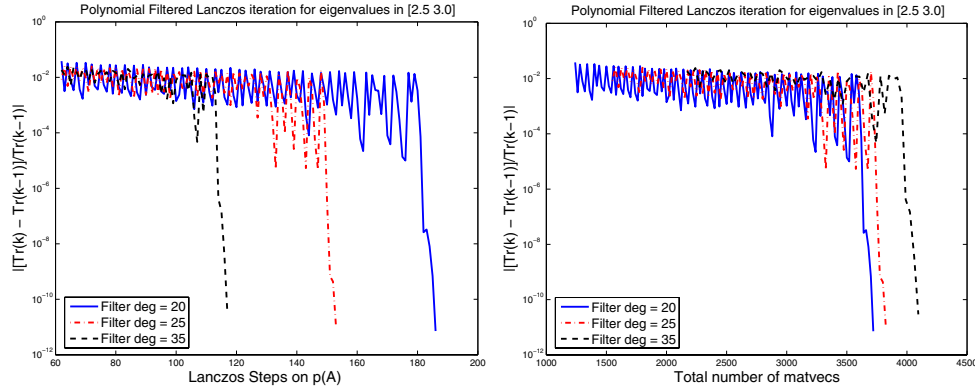 Polynomial Filtered Lanczos iteration for eigenvalues in [2.5 3.0]
10^0
10^-2
10^-4
10^-6
10^-8
10^-10
10^-12
|[Tr(k) − Tr(k−1)]/Tr(k−1)|
Filter deg = 20
Filter deg = 25
Filter deg = 35
60 80 100 120 140 160 180 200
Lanczos Steps on p(A)
Polynomial Filtered Lanczos iteration for eigenvalues in [2.5 3.0]
10^0
10^-2
10^-4
10^-6
10^-8
10^-10
10^-12
|[Tr(k) − Tr(k−1)]/Tr(k−1)|
Filter deg = 20
Filter deg = 25
Filter deg = 35
1000 1500 2000 2500 3000 3500 4000 4500
Total number of matvecs